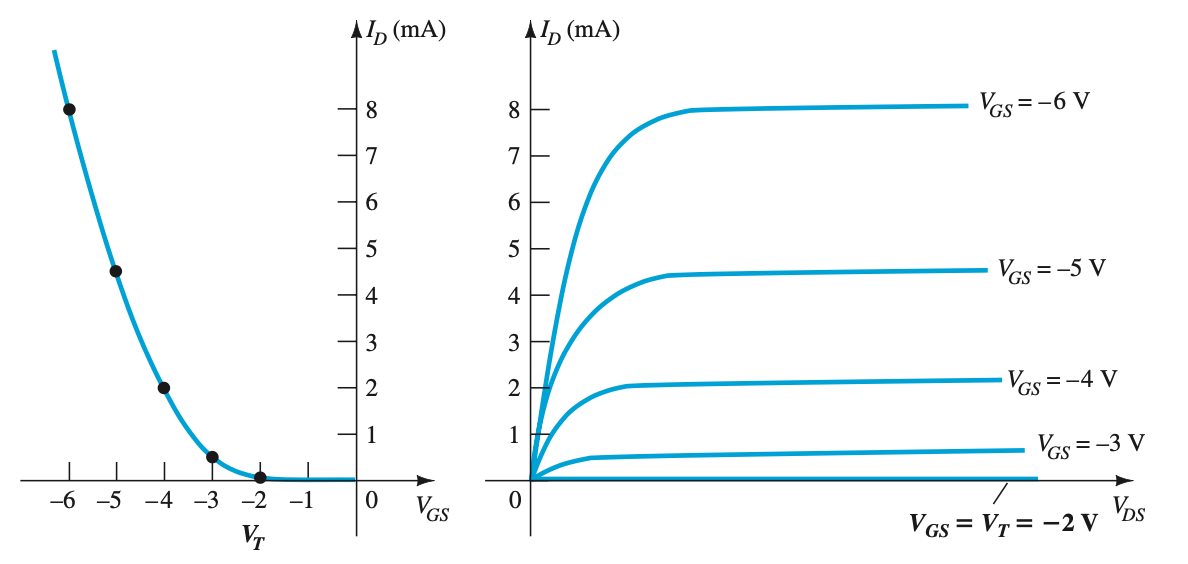 I_D (mA)
8
7
6
5
4
3
2
1
–6 –5 –4 –3 –2 –1 0
V_GS
V_T
I_D (mA)
8
7
6
5
4
3
2
1
0
V_GS = –6 V
V_GS = –5 V
V_GS = –4 V
V_GS = –3 V
V_GS = V_T = –2 V
V_DS